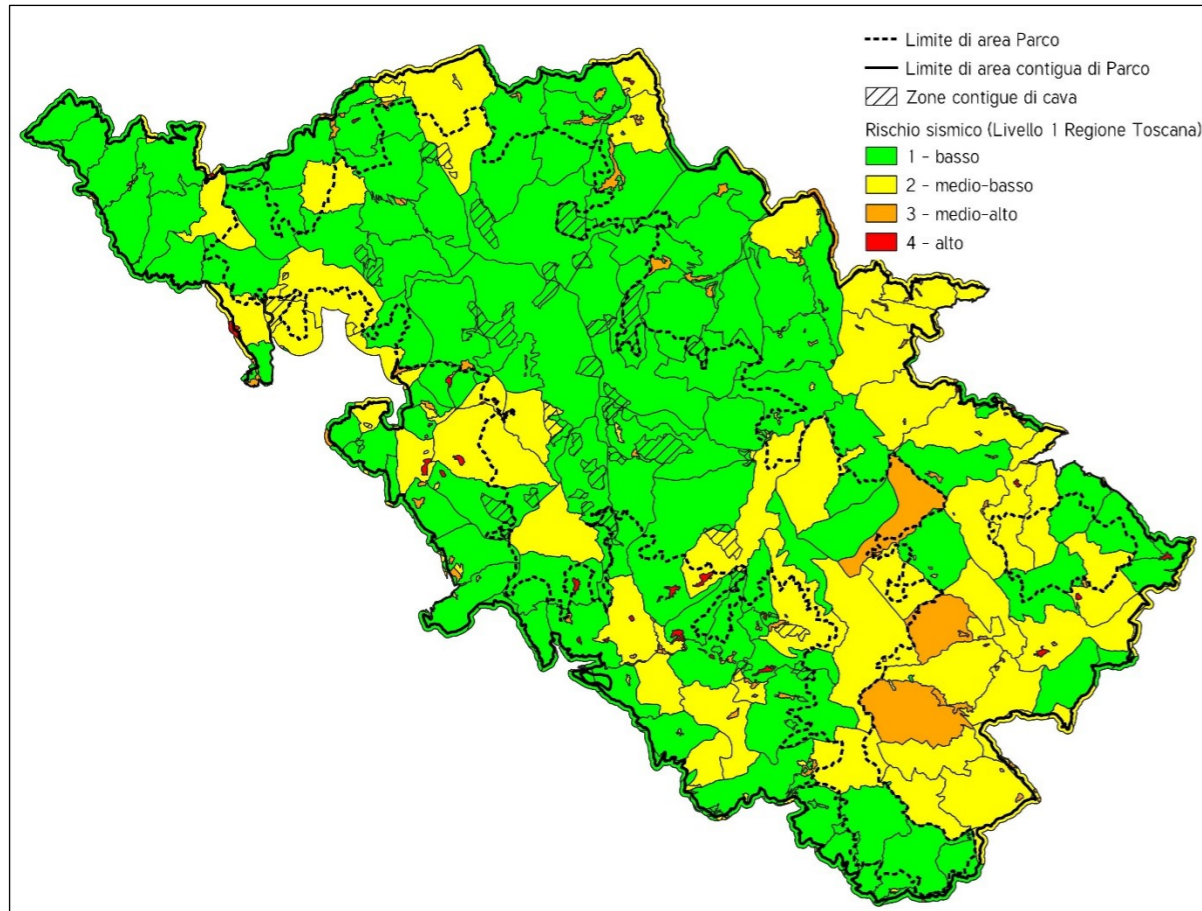 Limite di area Parco
Limite di area contigua di Parco
Zone contigue di cava
Rischio sismico (Livello 1 Regione Toscana)
1 - basso
2 - medio-basso
3 - medio-alto
4 - alto